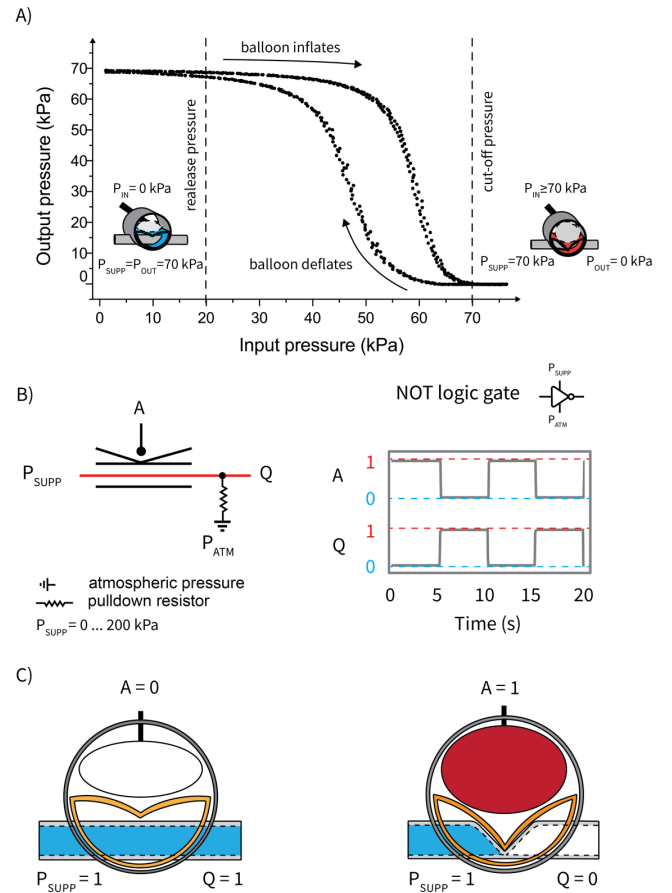 A)
Output pressure (kPa)
70
60
50
40
30
20
10
0
0
10
20
30
40
50
60
70
Input pressure (kPa)
balloon inflates
balloon deflates
realease pressure
cut-off pressure
P_IN = 0 kPa
P_SUPP=P_OUT=70 kPa
P_IN≥70 kPa
P_SUPP=70 kPa
P_OUT= 0 kPa
B)
A
P_SUPP
Q
P_ATM
atmospheric pressure
pulldown resistor
P_SUPP= 0 ... 200 kPa
NOT logic gate
P_SUPP
P_ATM
A
1
0
Q
1
0
0
5
10
15
20
Time (s)
C)
A = 0
P_SUPP= 1
Q = 1
A = 1
P_SUPP= 1
Q = 0